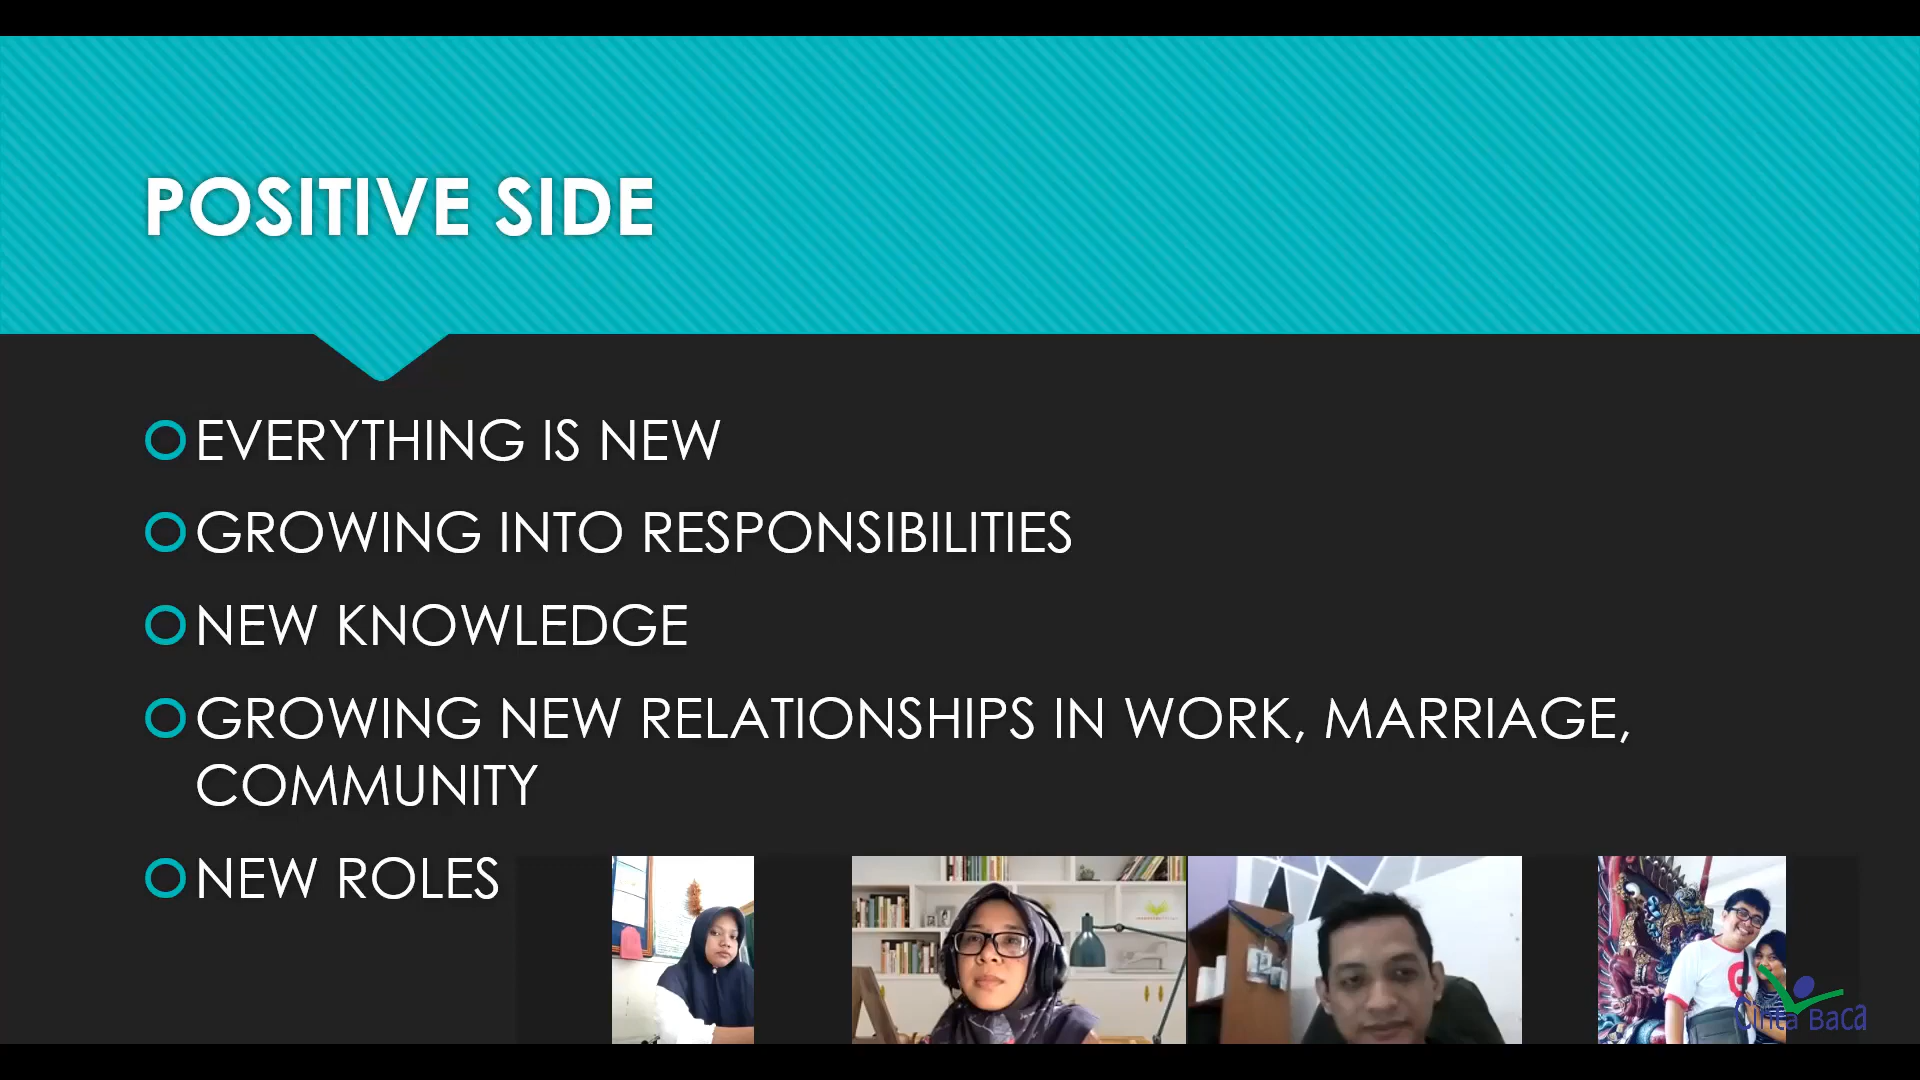 POSITIVE SIDE
EVERYTHING IS NEW
GROWING INTO RESPONSIBILITIES
NEW KNOWLEDGE
GROWING NEW RELATIONSHIPS IN WORK, MARRIAGE,
COMMUNITY
NEW ROLES
Cinta Baca